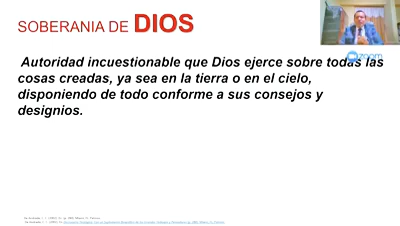 SOBERANIA DE DIOS
zoom
Autoridad incuestionable que Dios ejerce sobre todas las
cosas creadas, ya sea en la tierra o en el cielo,
disponiendo de todo conforme a sus consejos y
designios.